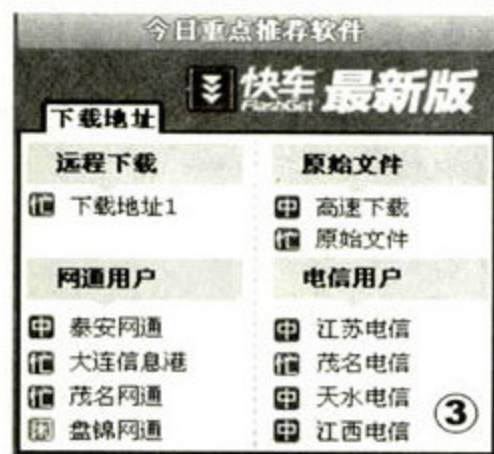 今日重点推荐软件
快车 FlashGet 最新版
下载地址
远程下载 原始文件
下载地址1 高速下载
原始文件
网通用户 电信用户
泰安网通 江苏电信
大连信息港 茂名电信
茂名网通 天水电信
盘锦网通 江西电信
③